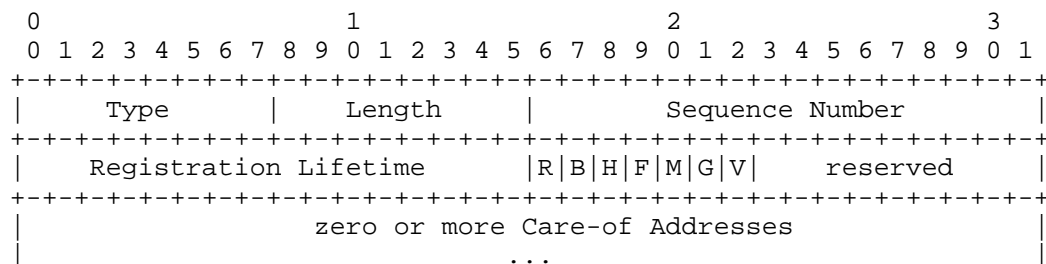 0                   1                   2                   3
 0 1 2 3 4 5 6 7 8 9 0 1 2 3 4 5 6 7 8 9 0 1 2 3 4 5 6 7 8 9 0 1
+-+-+-+-+-+-+-+-+-+-+-+-+-+-+-+-+-+-+-+-+-+-+-+-+-+-+-+-+-+-+-+-+
|     Type      |    Length     |        Sequence Number        |
+-+-+-+-+-+-+-+-+-+-+-+-+-+-+-+-+-+-+-+-+-+-+-+-+-+-+-+-+-+-+-+-+
|    Registration Lifetime      |R|B|H|F|M|G|V|    reserved     |
+-+-+-+-+-+-+-+-+-+-+-+-+-+-+-+-+-+-+-+-+-+-+-+-+-+-+-+-+-+-+-+-+
|                  zero or more Care-of Addresses               |
|                              ...                              |